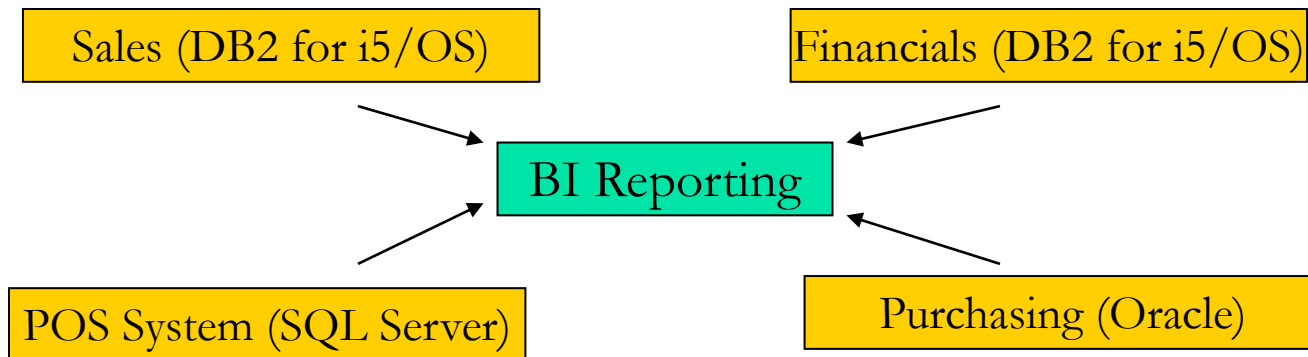 Sales (DB2 for i5/OS)
Financials (DB2 for i5/OS)
BI Reporting
POS System (SQL Server)
Purchasing (Oracle)